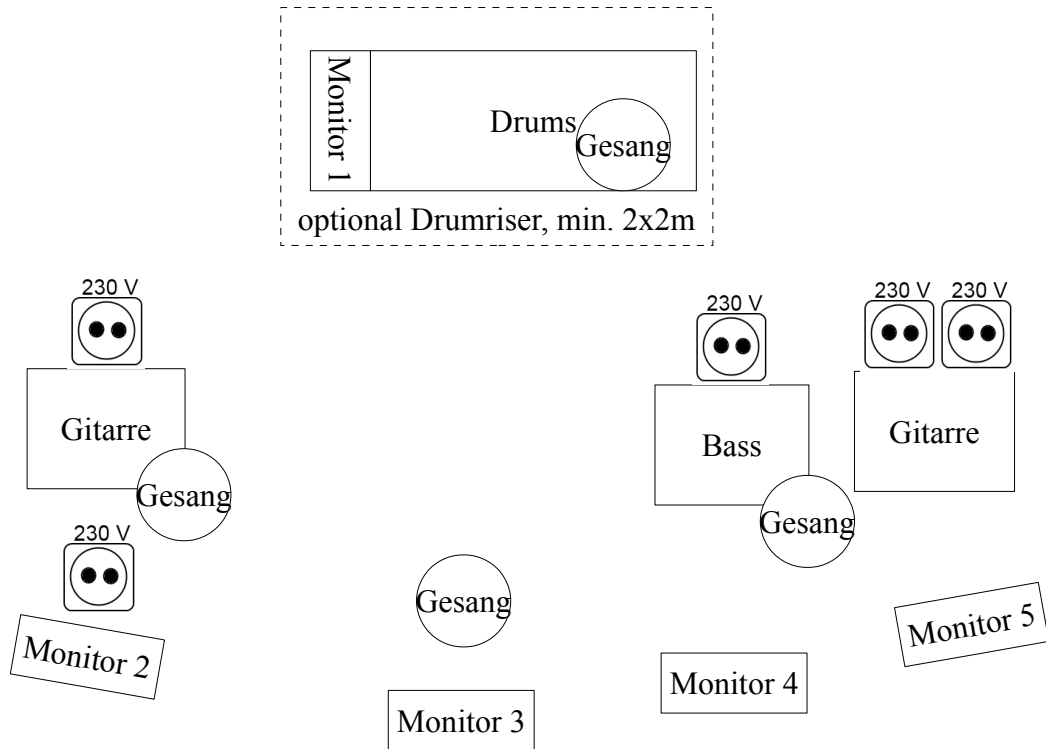 Monitor 1
Drums
Gesang
optional Drumriser, min. 2x2m
230 V
230 V
230 V
230 V
Gitarre
Bass
Gitarre
Gesang
Gesang
230 V
Gesang
Monitor 2
Monitor 3
Monitor 4
Monitor 5